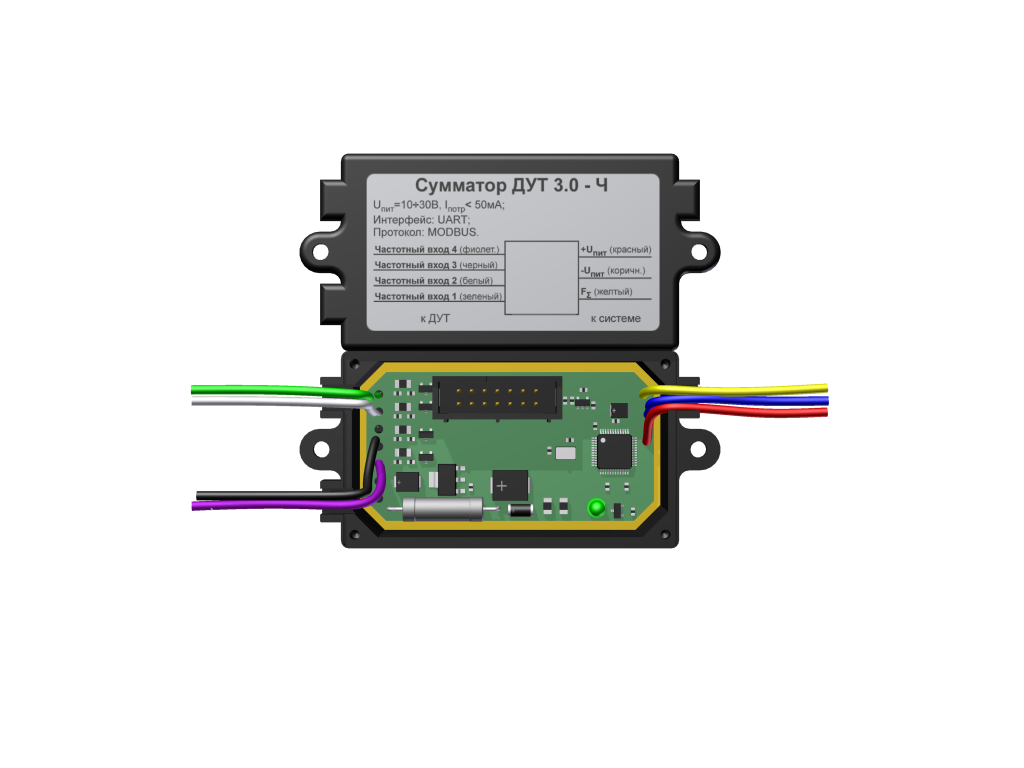 Сумматор ДУТ 3.0 - Ч
Uпит=10÷30В, Iпотр< 50мА;
Интерфейс: UART;
Протокол: MODBUS.
Частотный вход 4 (фиолет.)
Частотный вход 3 (черный)
Частотный вход 2 (белый)
Частотный вход 1 (зеленый)
к ДУТ
+Uпит (красный)
-Uпит (коричн.)
FΣ (желтый)
к системе